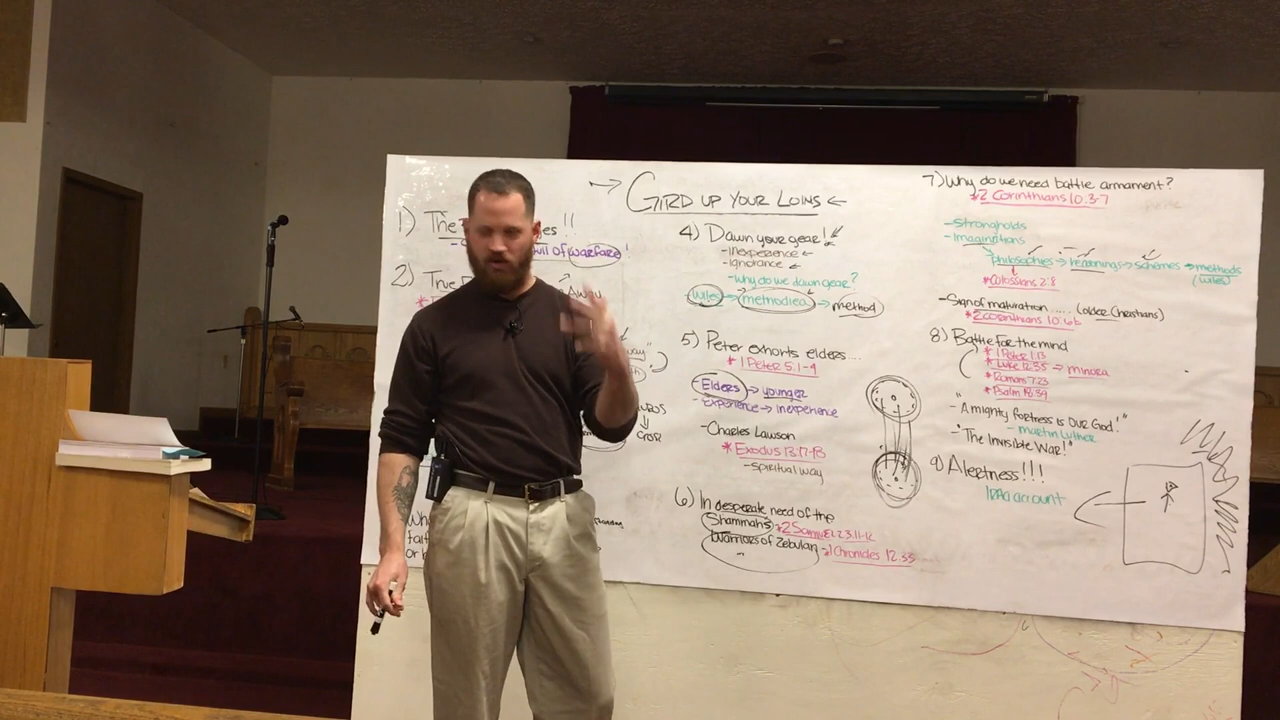 → GIRD UP YOUR LOINS ←
1) The !!
of warfare!
2) True
Away
4) Dawn your gear!
-Inexperience ←
-Ignorance ←
-why do we dawn gear?
wiles → methodiea → method
5) Peter exhorts elders....
* 1 Peter 5:1-4
-Elders → younger
-Experience → inexperience
-Charles Lawson
* Exodus 13:17-18
-Spiritual way
6) In desperate need of the
(Shammahs) *2 Samuel 23:11-12
Warriors of Zebulan -1 Chronicles 12:33
7) Why do we need battle armament?
*2 Corinthians 10:3-7
-Strongholds
-Imaginations
philosophies → reasonings → schemes → methods
(wiles)
*Colossians 2:8
-Sign of maturation..... (older Christians)
*2 Corinthians 10:6b
8) Battle for the mind
* 1 Peter 1:13
* Luke 12:35 → minora
* Romans 7:23
* Psalm 18:39
-"A mighty fortress is our God!"
-martin Luther
-"The Invisible War!"
9) Alertness!!!
Iraq account